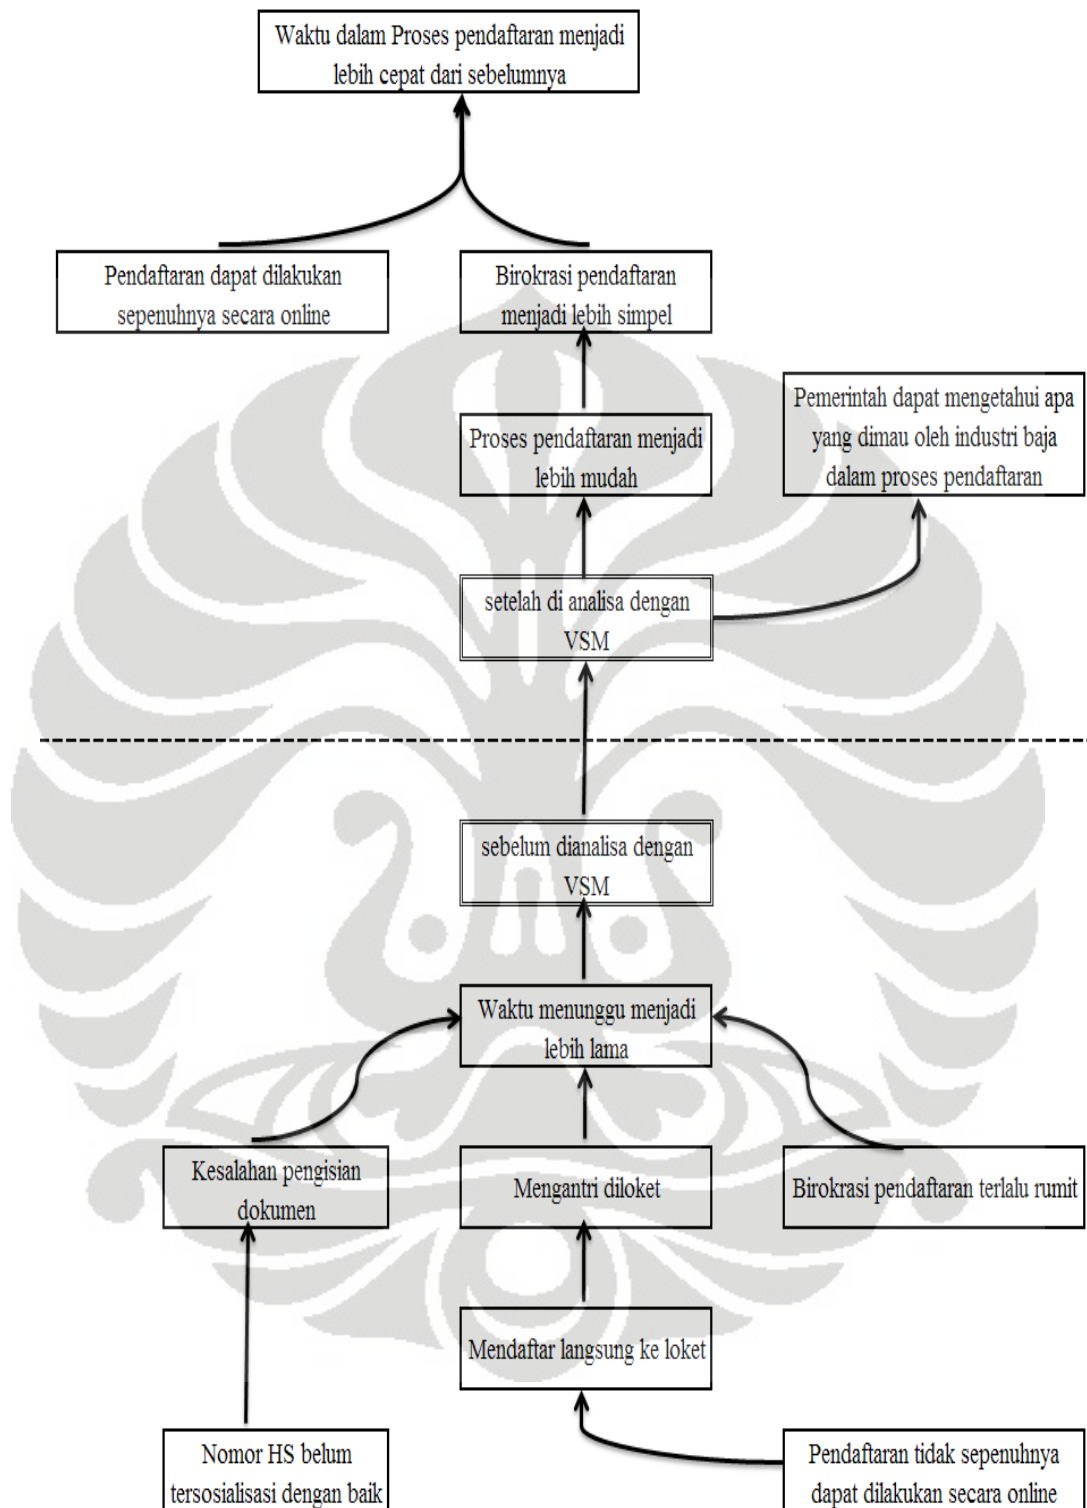 Waktu dalam Proses pendaftaran menjadi
lebih cepat dari sebelumnya
Pendaftaran dapat dilakukan
sepenuhnya secara online
Birokrasi pendaftaran
menjadi lebih simpel
Pemerintah dapat mengetahui apa
yang dimau oleh industri baja
dalam proses pendaftaran
Proses pendaftaran menjadi
lebih mudah
setelah di analisa dengan
VSM
sebelum dianalisa dengan
VSM
Waktu menunggu menjadi
lebih lama
Kesalahan pengisian
dokumen
Mengantri diloket
Birokrasi pendaftaran terlalu rumit
Mendaftar langsung ke loket
Nomor HS belum
tersosialisasi dengan baik
Pendaftaran tidak sepenuhnya
dapat dilakukan secara online